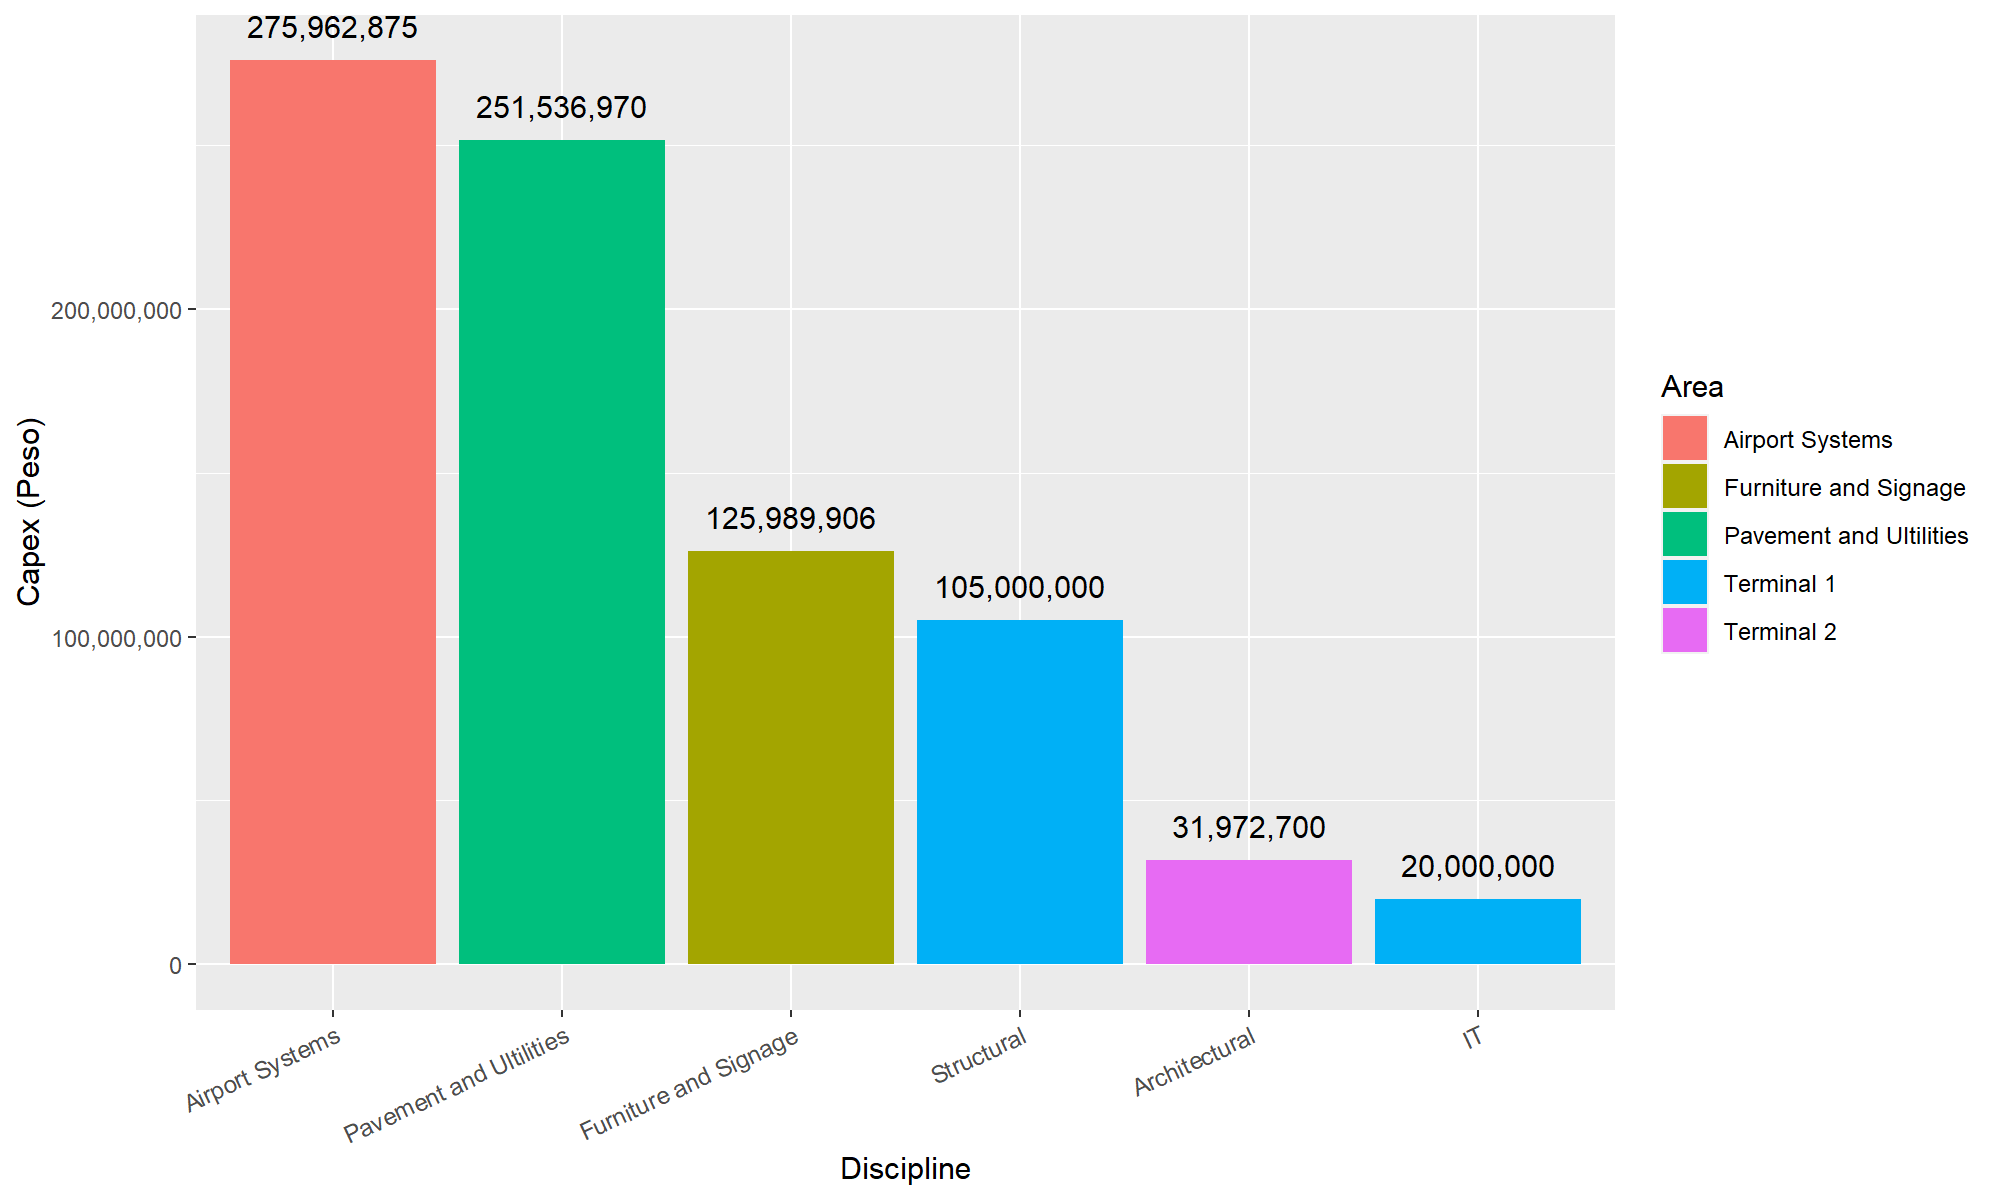 275,962,875
251,536,970
125,989,906
105,000,000
31,972,700
20,000,000
200,000,000
100,000,000
0
Capex (Peso)
Airport Systems
Pavement and Ultilities
Furniture and Signage
Structural
Architectural
IT
Discipline
Area
Airport Systems
Furniture and Signage
Pavement and Ultilities
Terminal 1
Terminal 2